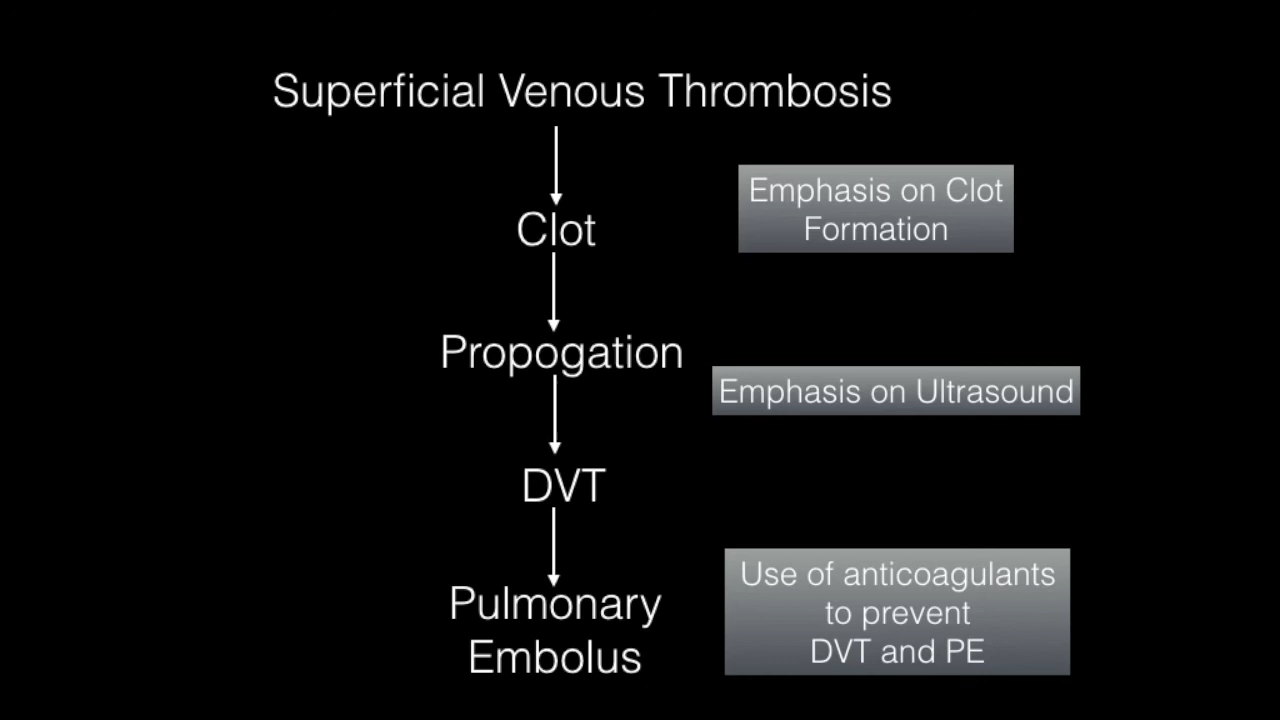 Superficial Venous Thrombosis
Clot
Emphasis on Clot
Formation
Propogation
Emphasis on Ultrasound
DVT
Pulmonary
Embolus
Use of anticoagulants
to prevent
DVT and PE